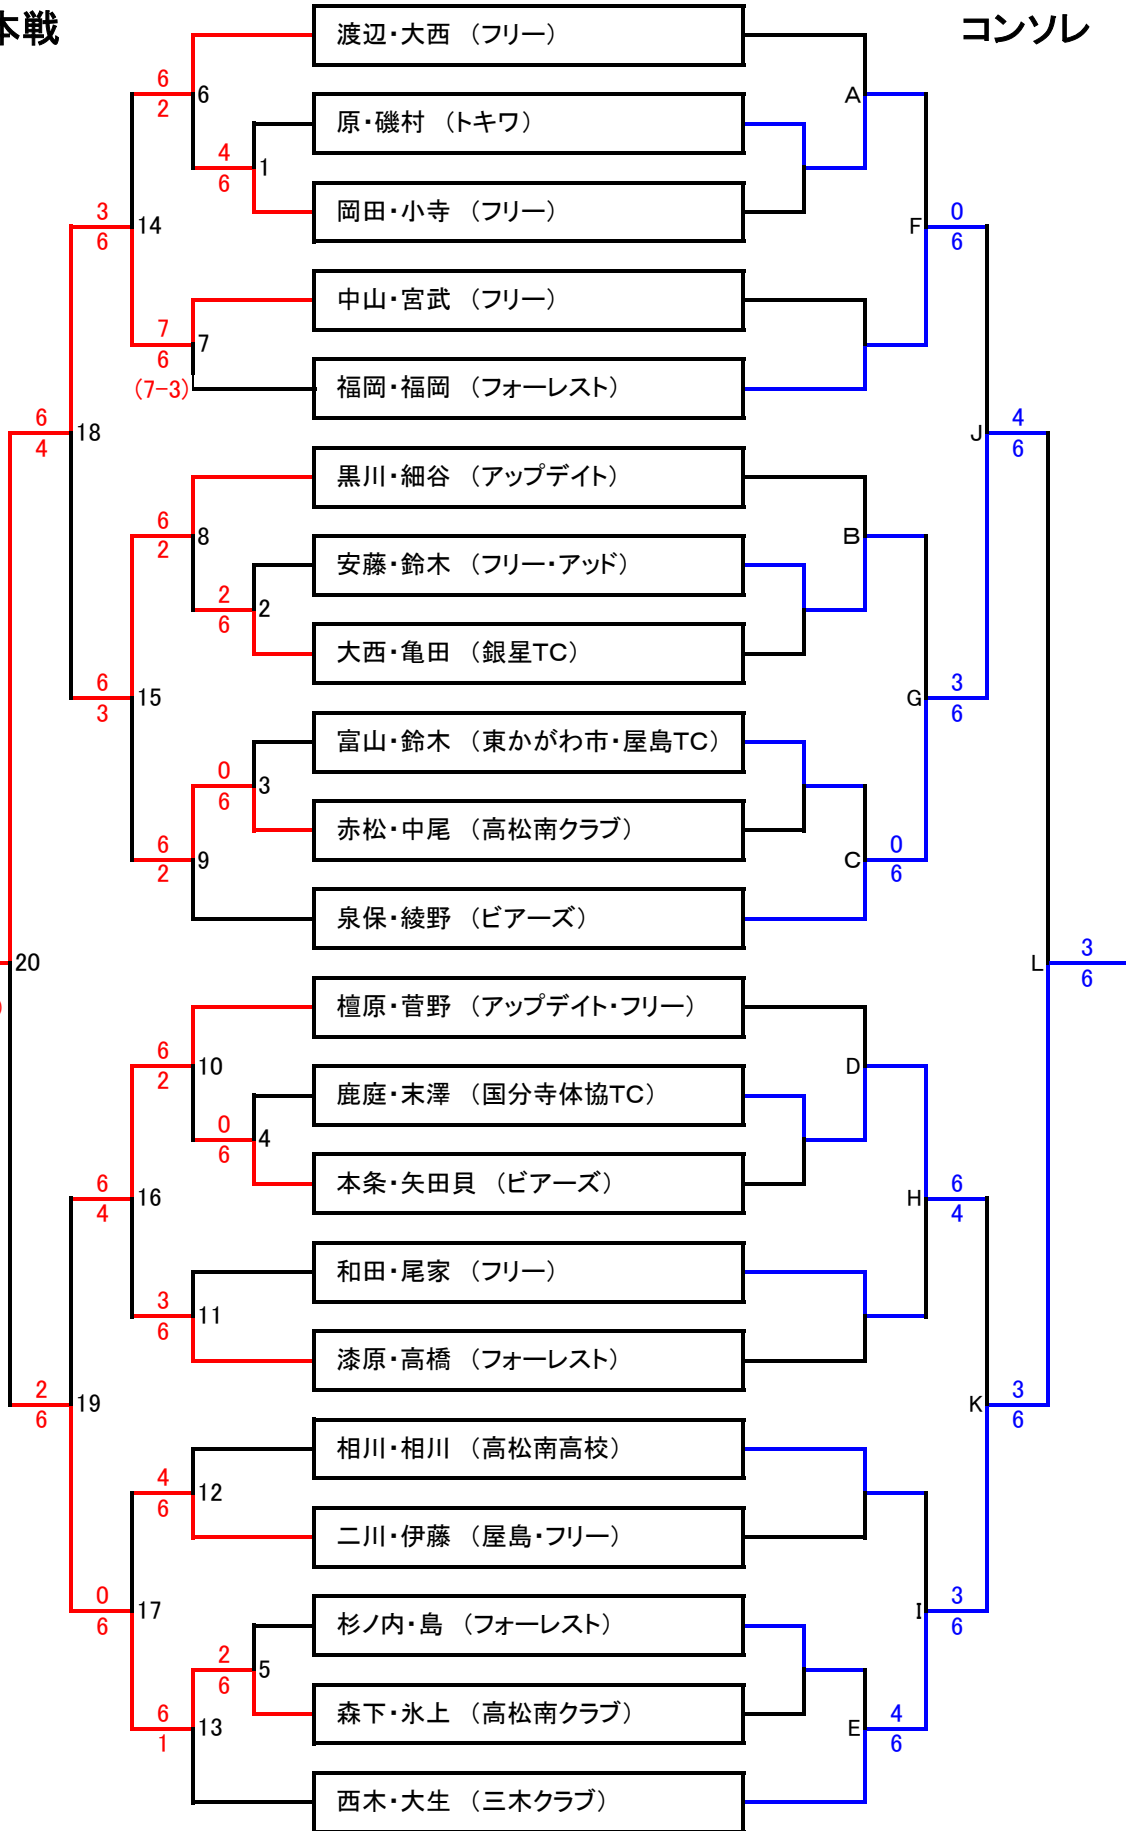 本戦
コンソレ
渡辺・大西 （フリー）
6
2
6
A
原・磯村 （トキワ）
4
6
1
岡田・小寺 （フリー）
3
6
14
F
0
6
中山・宮武 （フリー）
7
6
(7-3)
7
福岡・福岡 （フォーレスト）
6
4
18
J
4
6
黒川・細谷 （アップデイト）
6
2
8
B
安藤・鈴木 （フリー・アッド）
2
6
2
大西・亀田 （銀星TC）
6
3
15
G
3
6
富山・鈴木 （東かがわ市・屋島TC）
0
6
3
赤松・中尾 （高松南クラブ）
6
2
9
C
0
6
泉保・綾野 （ビアーズ）
20
L
3
6
)
檀原・菅野 （アップデイト・フリー）
6
2
10
D
鹿庭・末澤 （国分寺体協TC）
0
6
4
本条・矢田貝 （ビアーズ）
6
4
16
H
6
4
和田・尾家 （フリー）
3
6
11
漆原・高橋 （フォーレスト）
2
6
19
K
3
6
相川・相川 （高松南高校）
4
6
12
二川・伊藤 （屋島・フリー）
0
6
17
I
3
6
杉ノ内・島 （フォーレスト）
2
6
5
森下・氷上 （高松南クラブ）
6
1
13
E
4
6
西木・大生 （三木クラブ）